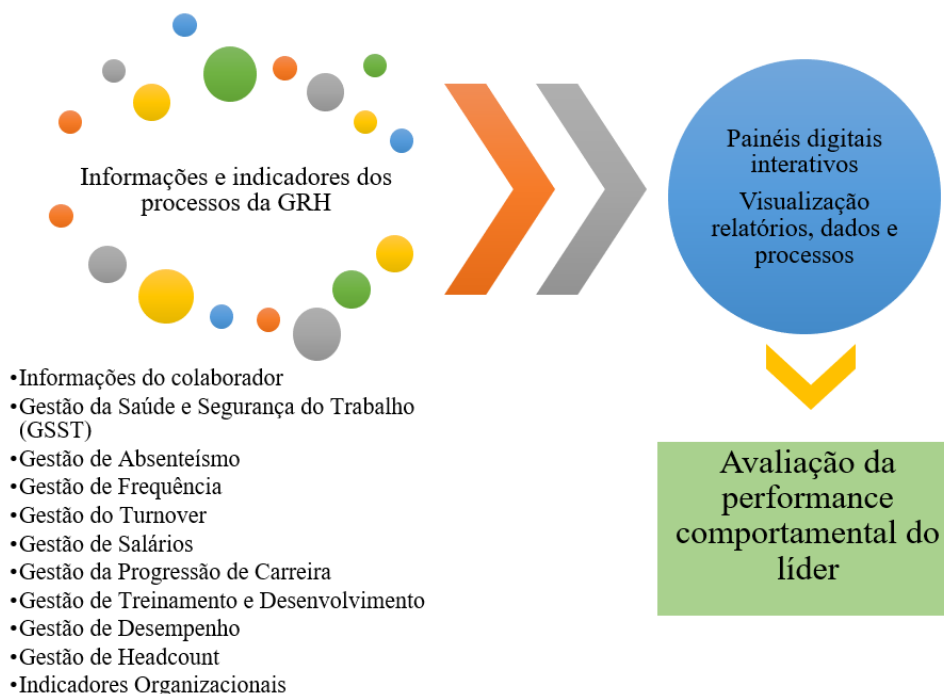 Informações e indicadores dos
processos da GRH
•Informações do colaborador
•Gestão da Saúde e Segurança do Trabalho
(GSST)
•Gestão de Absenteísmo
•Gestão de Frequência
•Gestão do Turnover
•Gestão de Salários
•Gestão da Progressão de Carreira
•Gestão de Treinamento e Desenvolvimento
•Gestão de Desempenho
•Gestão de Headcount
•Indicadores Organizacionais
Painéis digitais
interativos
Visualização
relatórios, dados e
processos
Avaliação da
performance
comportamental do
líder